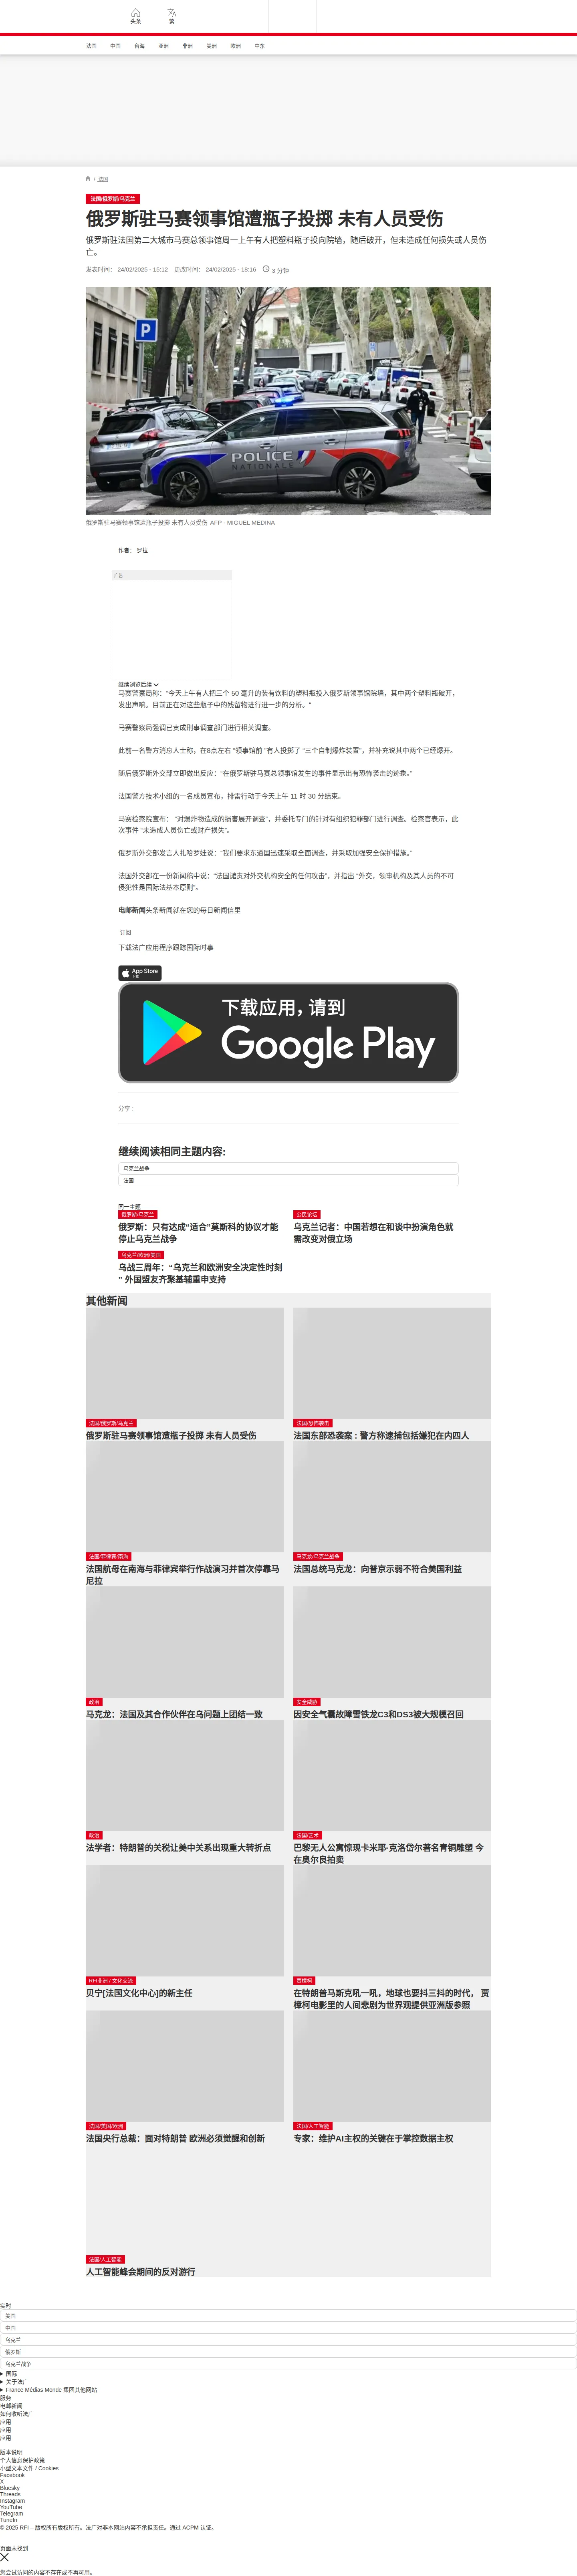 头条
繁
法国
中国
台海
亚洲
非洲
美洲
欧洲
中东
/ 法国
法国/俄罗斯/乌克兰
俄罗斯驻马赛领事馆遭瓶子投掷 未有人员受伤
俄罗斯驻法国第二大城市马赛总领事馆周一上午有人把塑料瓶子投向院墙，随后破开，但未造成任何损失或人员伤
亡。
发表时间： 24/02/2025 - 15:12 更改时间： 24/02/2025 - 18:16 3 分钟
P
POLICE
NATIONALE
俄罗斯驻马赛领事馆遭瓶子投掷 未有人员受伤 AFP - MIGUEL MEDINA
作者： 罗拉
广告
继续浏览后续
马赛警察局称："今天上午有人把三个 50 毫升的装有饮料的塑料瓶投入俄罗斯领事馆院墙，其中两个塑料瓶破开，
发出声响。目前正在对这些瓶子中的残留物进行进一步的分析。"
马赛警察局强调已责成刑事调查部门进行相关调查。
此前一名警方消息人士称，在8点左右 "领事馆前 "有人投掷了 "三个自制爆炸装置"，并补充说其中两个已经爆开。
随后俄罗斯外交部立即做出反应："在俄罗斯驻马赛总领事馆发生的事件显示出有恐怖袭击的迹象。"
法国警方技术小组的一名成员宣布，排雷行动于今天上午 11 时 30 分结束。
马赛检察院宣布： "对爆炸物造成的损害展开调查"，并委托专门的针对有组织犯罪部门进行调查。检察官表示，此
次事件 "未造成人员伤亡或财产损失"。
俄罗斯外交部发言人扎哈罗娃说："我们要求东道国迅速采取全面调查，并采取加强安全保护措施。"
法国外交部在一份新闻稿中说："法国谴责对外交机构安全的任何攻击"，并指出 "外交，领事机构及其人员的不可
侵犯性是国际法基本原则"。
电邮新闻头条新闻就在您的每日新闻信里
订阅
下载法广应用程序跟踪国际时事
App Store
下载
下载应用，请到
Google Play
分享 :
继续阅读相同主题内容:
乌克兰战争
法国
同一主题
俄罗斯/乌克兰
俄罗斯：只有达成“适合”莫斯科的协议才能
停止乌克兰战争
公民论坛
乌克兰记者：中国若想在和谈中扮演角色就
需改变对俄立场
乌克兰/欧洲/美国
乌战三周年：“乌克兰和欧洲安全决定性时刻
” 外国盟友齐聚基辅重申支持
其他新闻
法国/俄罗斯/乌克兰
俄罗斯驻马赛领事馆遭瓶子投掷 未有人员受伤
法国/恐怖袭击
法国东部恐袭案 : 警方称逮捕包括嫌犯在内四人
法国/菲律宾/南海
法国航母在南海与菲律宾举行作战演习并首次停靠马
尼拉
马克龙/乌克兰战争
法国总统马克龙：向普京示弱不符合美国利益
政治
马克龙：法国及其合作伙伴在乌问题上团结一致
安全威胁
因安全气囊故障雪铁龙C3和DS3被大规模召回
政治
法学者：特朗普的关税让美中关系出现重大转折点
法国/艺术
巴黎无人公寓惊现卡米耶·克洛岱尔著名青铜雕塑 今
在奥尔良拍卖
RFI非洲 / 文化交流
贝宁[法国文化中心]的新主任
贾樟柯
在特朗普马斯克吼一吼，地球也要抖三抖的时代， 贾
樟柯电影里的人间悲剧为世界观提供亚洲版参照
法国/美国/欧洲
法国央行总裁：面对特朗普 欧洲必须觉醒和创新
法国/人工智能
专家：维护AI主权的关键在于掌控数据主权
法国/人工智能
人工智能峰会期间的反对游行
实时
美国
中国
乌克兰
俄罗斯
乌克兰战争
国际
关于法广
France Médias Monde 集团其他网站
服务
电邮新闻
如何收听法广
应用
应用
应用
版本说明
个人信息保护政策
小型文本文件 / Cookies
Facebook
X
Bluesky
Threads
Instagram
YouTube
Telegram
TuneIn
© 2025 RFI – 版权所有版权所有。法广对非本网站内容不承担责任。通过 ACPM 认证。
页面未找到
您尝试访问的内容不存在或不再可用。